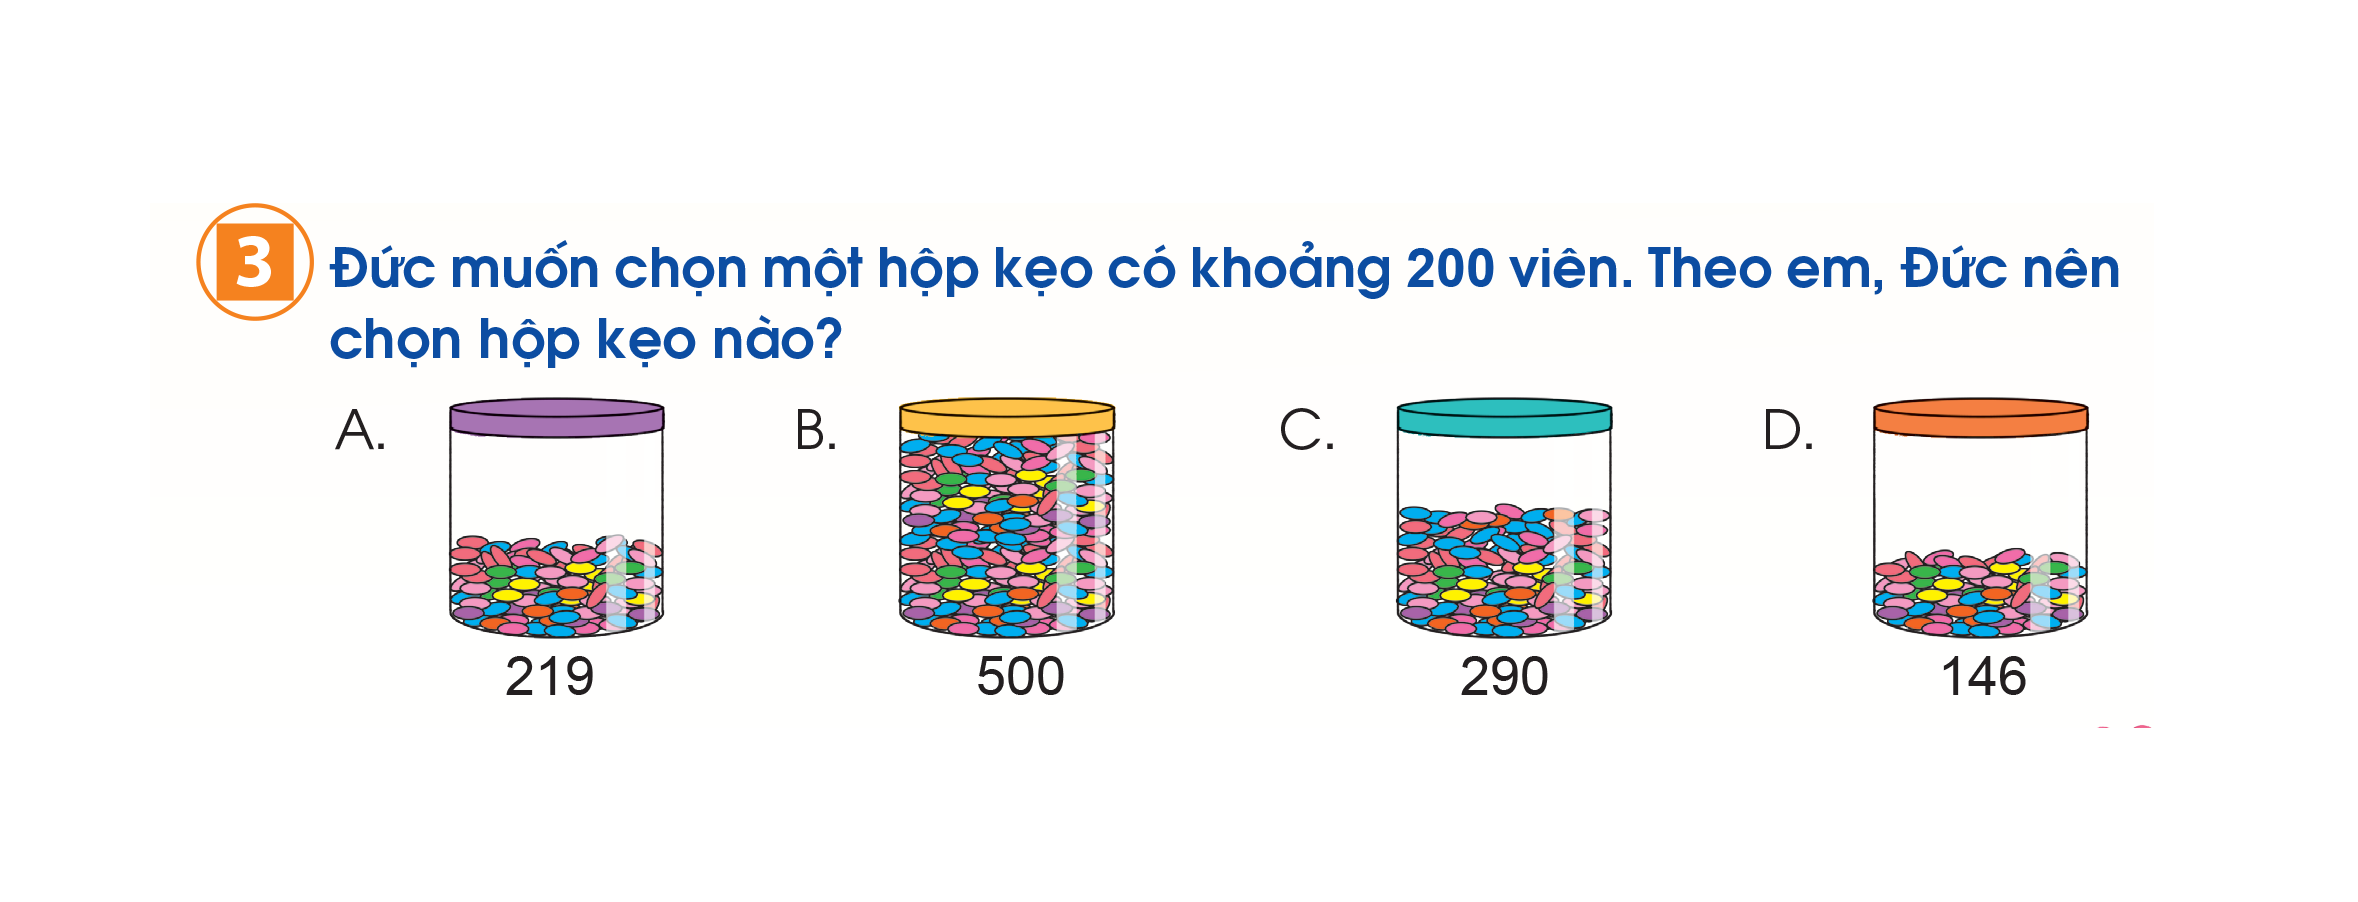 3 Đức muốn chọn một hộp kẹo có khoảng 200 viên. Theo em, Đức nên
chọn hộp kẹo nào?
A. B. C. D.
219 500 290 146